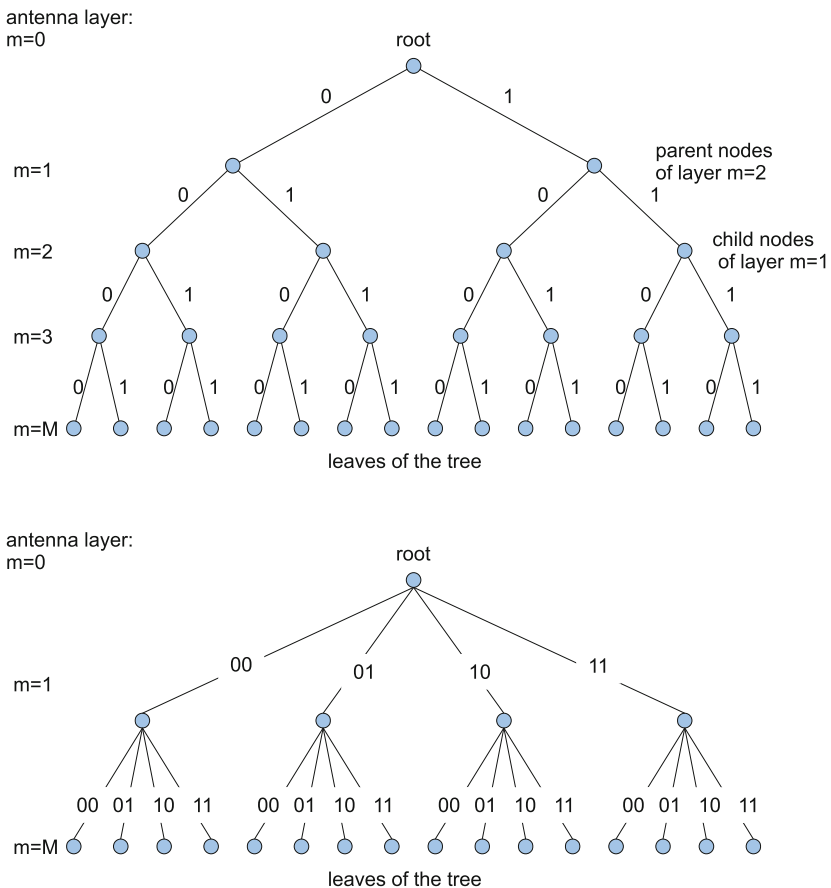 antenna layer:
m=0
root
0 1
m=1
parent nodes
of layer m=2
0 1 0 1
m=2
child nodes
of layer m=1
0 1 0 1 0 1 0 1
m=3
0 1 0 1 0 1 0 1 0 1 0 1 0 1 0 1
m=M
leaves of the tree
antenna layer:
m=0
root
00 01 10 11
m=1
00 01 10 11 00 01 10 11 00 01 10 11 00 01 10 11
m=M
leaves of the tree